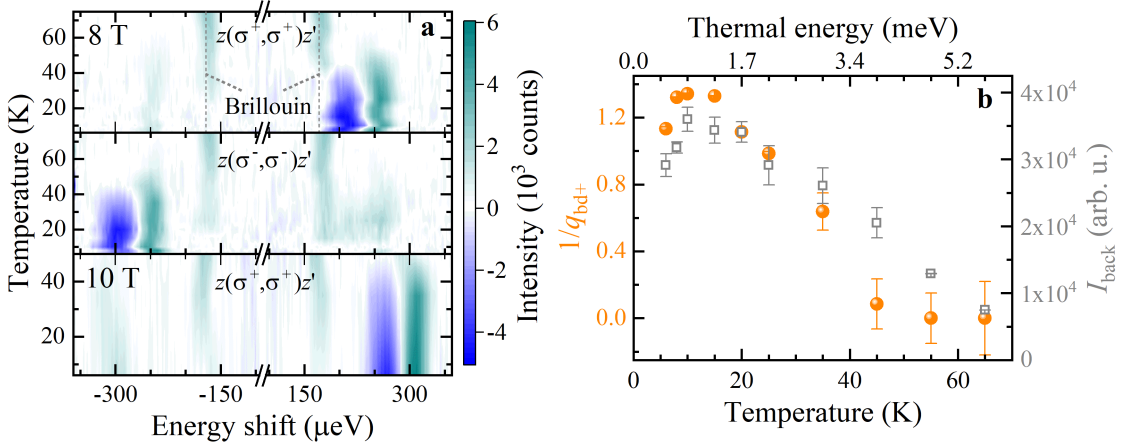 8 T
z(σ⁺,σ⁺)z'
a
Brillouin
z(σ⁻,σ⁻)z'
10 T
z(σ⁺,σ⁺)z'
60
40
20
60
40
20
40
20
Temperature (K)
-300
-150
150
300
Energy shift (μeV)
6
4
2
0
-2
-4
Intensity (10³ counts)
Thermal energy (meV)
0.0
1.7
3.4
5.2
b
1.2
0.8
0.4
0.0
1/q_bd+
4x10⁴
3x10⁴
2x10⁴
1x10⁴
0
I_back (arb. u.)
0
20
40
60
Temperature (K)